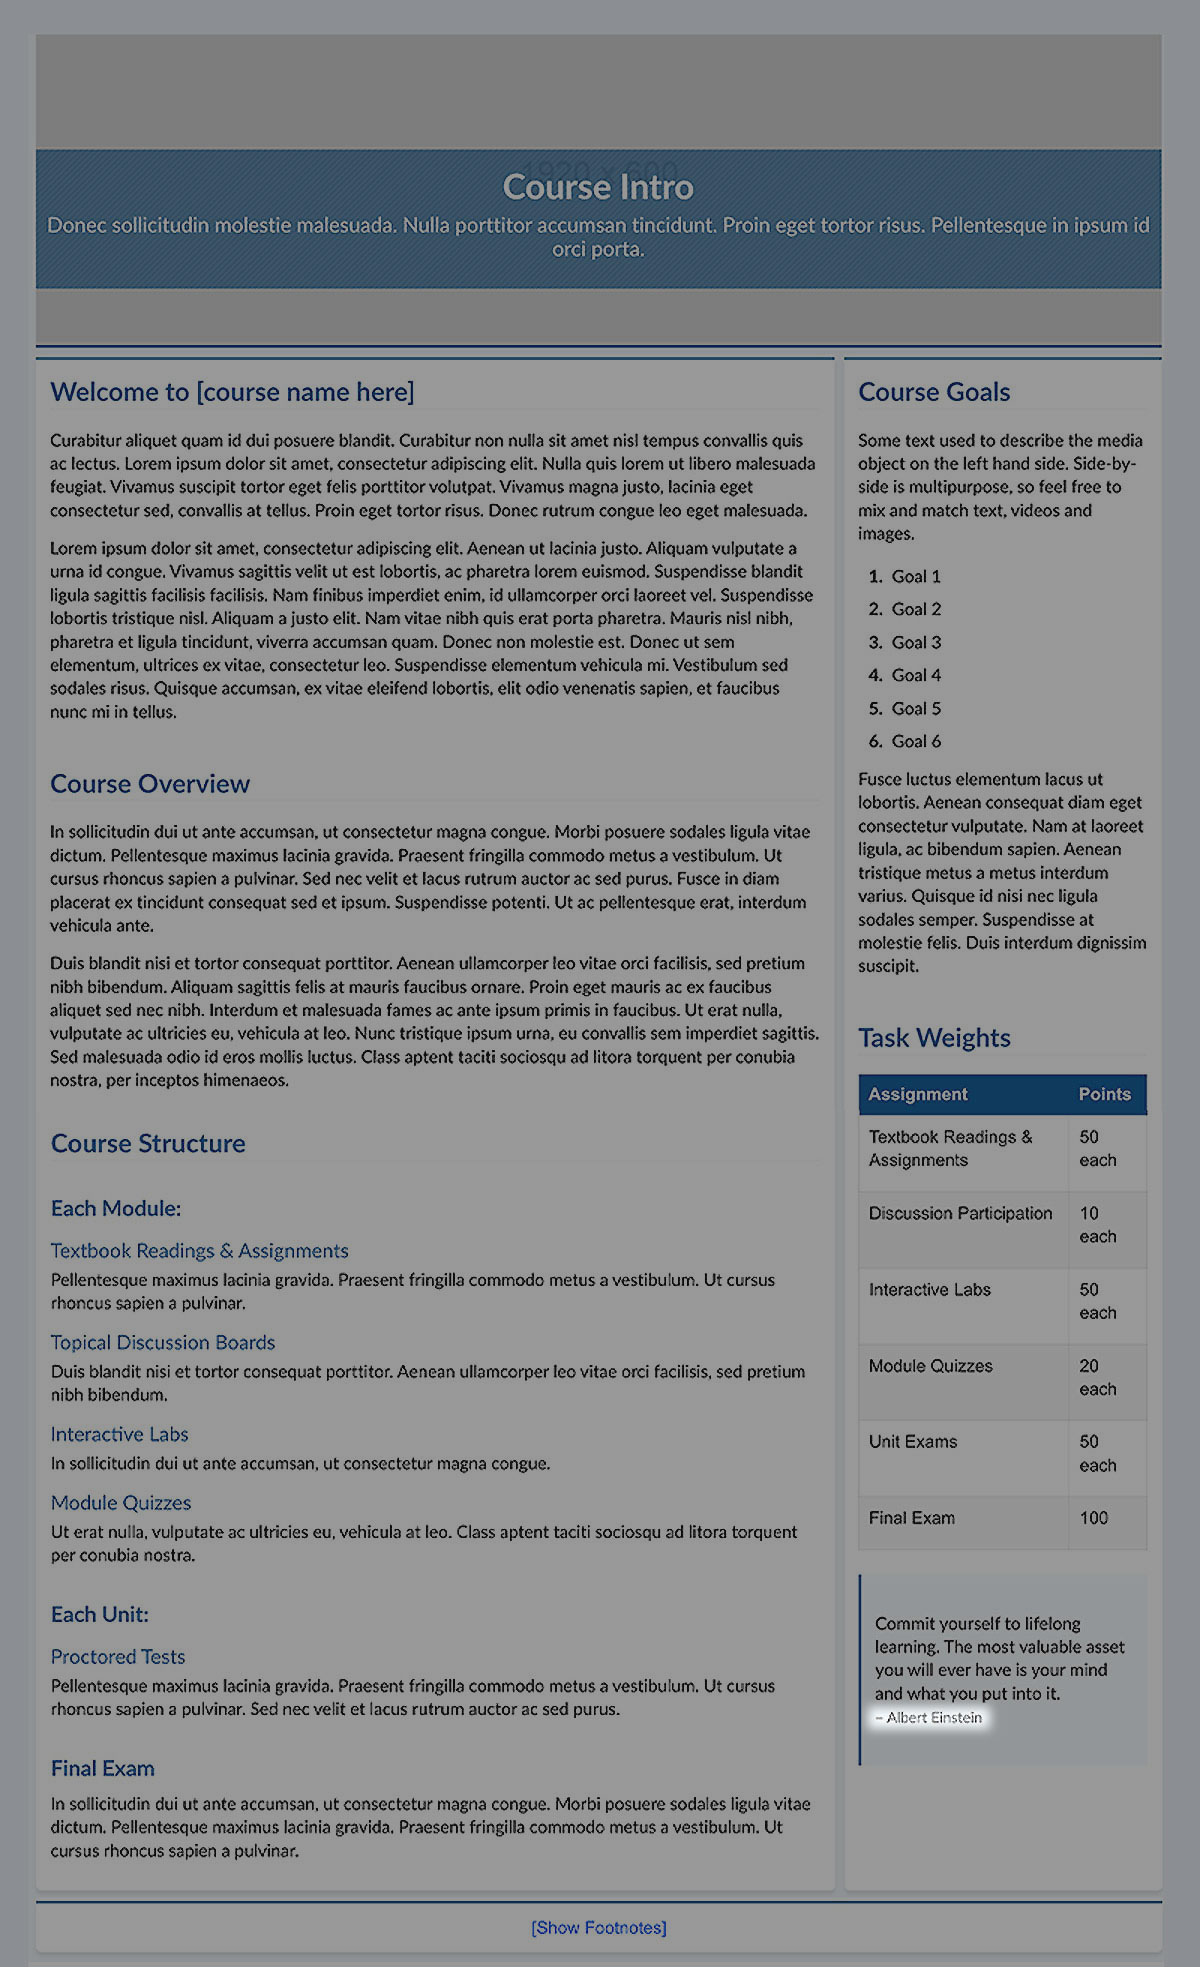 1920 x 600
Course Intro
Donec sollicitudin molestie malesuada. Nulla porttitor accumsan tincidunt. Proin eget tortor risus. Pellentesque in ipsum id
orci porta.
Welcome to [course name here]
Curabitur aliquet quam id dui posuere blandit. Curabitur non nulla sit amet nisl tempus convallis quis
ac lectus. Lorem ipsum dolor sit amet, consectetur adipiscing elit. Nulla quis lorem ut libero malesuada
feugiat. Vivamus suscipit tortor eget felis porttitor volutpat. Vivamus magna justo, lacinia eget
consectetur sed, convallis at tellus. Proin eget tortor risus. Donec rutrum congue leo eget malesuada.
Lorem ipsum dolor sit amet, consectetur adipiscing elit. Aenean ut lacinia justo. Aliquam vulputate a
urna id congue. Vivamus sagittis velit ut est lobortis, ac pharetra lorem euismod. Suspendisse blandit
ligula sagittis facilisis facilisis. Nam finibus imperdiet enim, id ullamcorper orci laoreet vel. Suspendisse
lobortis tristique nisl. Aliquam a justo elit. Nam vitae nibh quis erat porta pharetra. Mauris nisl nibh,
pharetra et ligula tincidunt, viverra accumsan quam. Donec non molestie est. Donec ut sem
elementum, ultrices ex vitae, consectetur leo. Suspendisse elementum vehicula mi. Vestibulum sed
sodales risus. Quisque accumsan, ex vitae eleifend lobortis, elit odio venenatis sapien, et faucibus
nunc mi in tellus.
Course Overview
In sollicitudin dui ut ante accumsan, ut consectetur magna congue. Morbi posuere sodales ligula vitae
dictum. Pellentesque maximus lacinia gravida. Praesent fringilla commodo metus a vestibulum. Ut
cursus rhoncus sapien a pulvinar. Sed nec velit et lacus rutrum auctor ac sed purus. Fusce in diam
placerat ex tincidunt consequat sed et ipsum. Suspendisse potenti. Ut ac pellentesque erat, interdum
vehicula ante.
Duis blandit nisi et tortor consequat porttitor. Aenean ullamcorper leo vitae orci facilisis, sed pretium
nibh bibendum. Aliquam sagittis felis at mauris faucibus ornare. Proin eget mauris ac ex faucibus
aliquet sed nec nibh. Interdum et malesuada fames ac ante ipsum primis in faucibus. Ut erat nulla,
vulputate ac ultricies eu, vehicula at leo. Nunc tristique ipsum urna, eu convallis sem imperdiet sagittis.
Sed malesuada odio id eros mollis luctus. Class aptent taciti sociosqu ad litora torquent per conubia
nostra, per inceptos himenaeos.
Course Structure
Each Module:
Textbook Readings & Assignments
Pellentesque maximus lacinia gravida. Praesent fringilla commodo metus a vestibulum. Ut cursus
rhoncus sapien a pulvinar.
Topical Discussion Boards
Duis blandit nisi et tortor consequat porttitor. Aenean ullamcorper leo vitae orci facilisis, sed pretium
nibh bibendum.
Interactive Labs
In sollicitudin dui ut ante accumsan, ut consectetur magna congue.
Module Quizzes
Ut erat nulla, vulputate ac ultricies eu, vehicula at leo. Class aptent taciti sociosqu ad litora torquent
per conubia nostra.
Each Unit:
Proctored Tests
Pellentesque maximus lacinia gravida. Praesent fringilla commodo metus a vestibulum. Ut cursus
rhoncus sapien a pulvinar. Sed nec velit et lacus rutrum auctor ac sed purus.
Final Exam
In sollicitudin dui ut ante accumsan, ut consectetur magna congue. Morbi posuere sodales ligula vitae
dictum. Pellentesque maximus lacinia gravida. Praesent fringilla commodo metus a vestibulum. Ut
cursus rhoncus sapien a pulvinar.
Course Goals
Some text used to describe the media
object on the left hand side. Side-by-
side is multipurpose, so feel free to
mix and match text, videos and
images.
1. Goal 1
2. Goal 2
3. Goal 3
4. Goal 4
5. Goal 5
6. Goal 6
Fusce luctus elementum lacus ut
lobortis. Aenean consequat diam eget
consectetur vulputate. Nam at laoreet
ligula, ac bibendum sapien. Aenean
tristique metus a metus interdum
varius. Quisque id nisi nec ligula
sodales semper. Suspendisse at
molestie felis. Duis interdum dignissim
suscipit.
Task Weights
Assignment Points
Textbook Readings & 50
Assignments each
Discussion Participation 10
each
Interactive Labs 50
each
Module Quizzes 20
each
Unit Exams 50
each
Final Exam 100
Commit yourself to lifelong
learning. The most valuable asset
you will ever have is your mind
and what you put into it.
– Albert Einstein
[Show Footnotes]